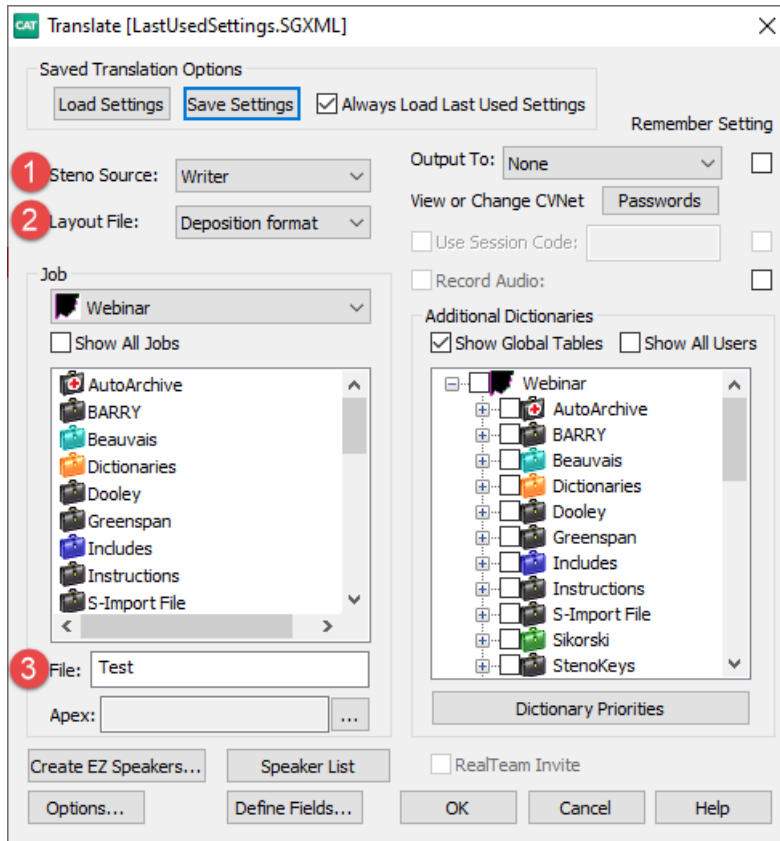 CAT Translate [LastUsedSettings.SGXML]
Saved Translation Options
Load Settings Save Settings Always Load Last Used Settings
Remember Setting
1 Steno Source: Writer
Output To: None
2 Layout File: Deposition format
View or Change CVNet Passwords
Use Session Code:
Record Audio:
Job
Webinar
Show All Jobs
AutoArchive
BARRY
Beauvais
Dictionaries
Dooley
Greenspan
Includes
Instructions
S-Import File
3 File: Test
Apex: ...
Additional Dictionaries
Show Global Tables Show All Users
Webinar
AutoArchive
BARRY
Beauvais
Dictionaries
Dooley
Greenspan
Includes
Instructions
S-Import File
Sikorski
StenoKeys
Dictionary Priorities
Create EZ Speakers... Speaker List RealTeam Invite
Options... Define Fields... OK Cancel Help